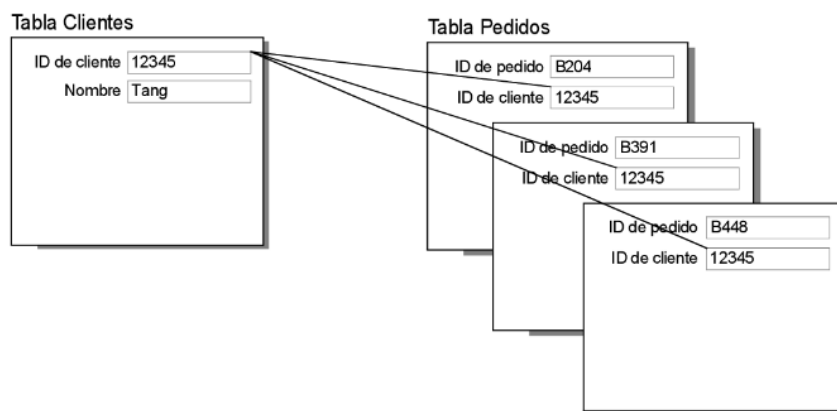 Tabla Clientes
ID de cliente 12345
Nombre Tang
Tabla Pedidos
ID de pedido B204
ID de cliente 12345
ID de pedido B391
ID de cliente 12345
ID de pedido B448
ID de cliente 12345